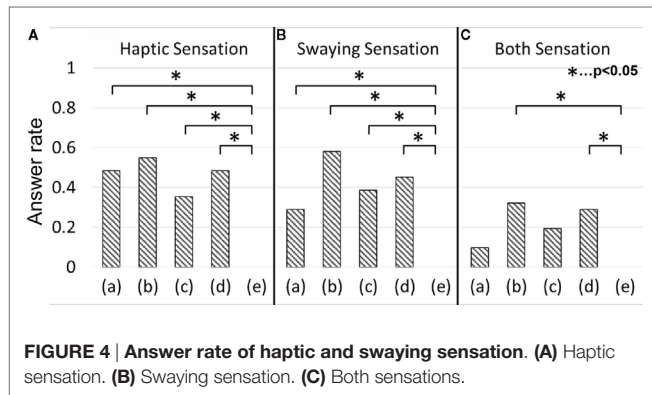 A
Haptic Sensation
B
Swaying Sensation
C
Both Sensation
*…p<0.05
Answer rate
1
0.8
0.6
0.4
0.2
0
*
*
*
*
*
*
*
*
*
*
(a) (b) (c) (d) (e)
(a) (b) (c) (d) (e)
(a) (b) (c) (d) (e)
FIGURE 4 | Answer rate of haptic and swaying sensation. (A) Haptic
sensation. (B) Swaying sensation. (C) Both sensations.